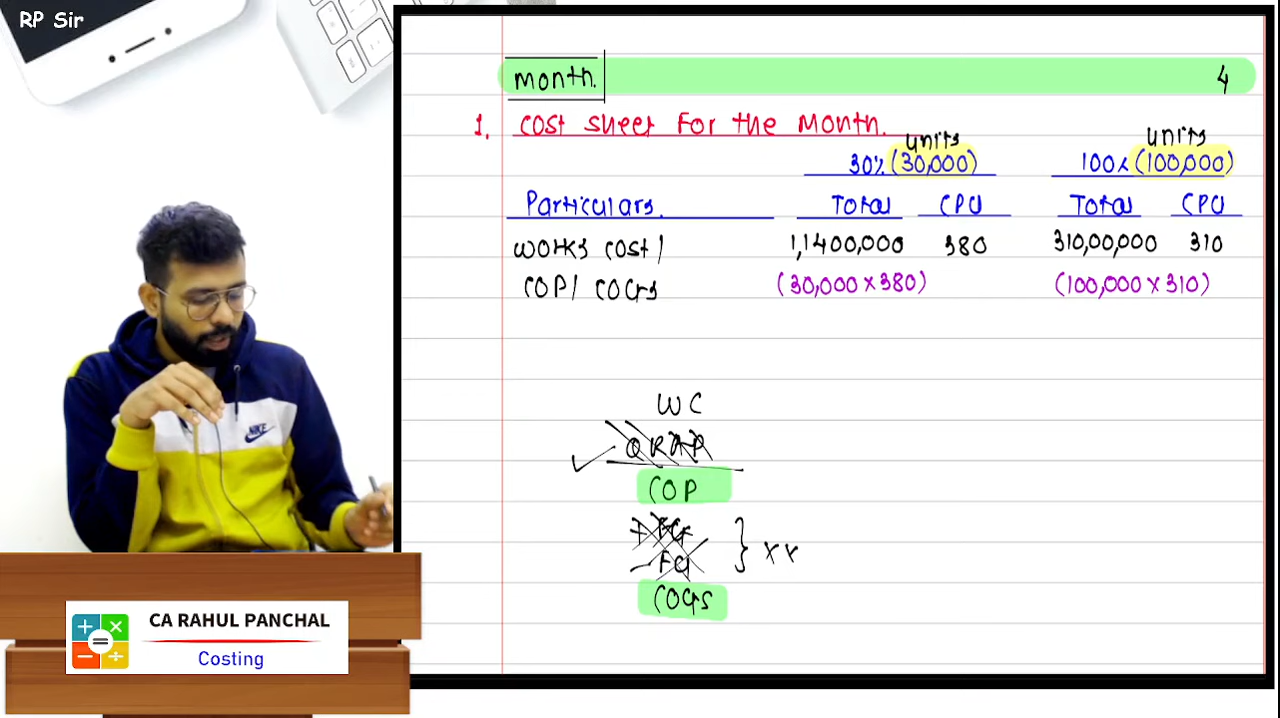 RP Sir
month. 4
1. Cost sheet For the Month.
units units
30% (30,000) 100% (100,000)
Particulars. Total CPU Total CPU
Works cost / 1,1400,000 380 310,00,000 310
COP/ COGS (30,000 x 380) (100,000 x 310)
WC
COP
} xx
- FG
COGS
NIKE
CA RAHUL PANCHAL
Costing